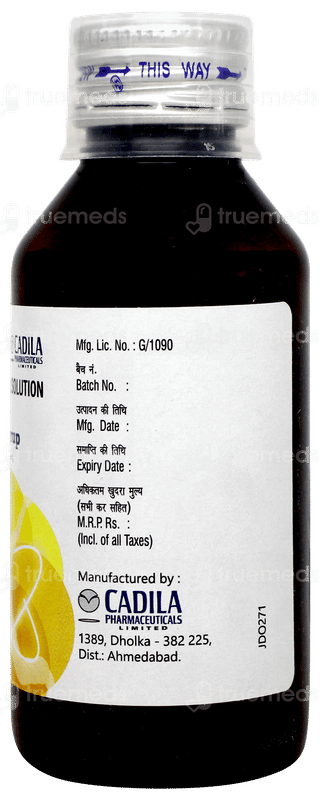 THIS WAY
CADILA
PHARMACEUTICALS
LIMITED
SOLUTION
Mfg. Lic. No. : G/1090
बैच नं.
Batch No. :
उत्पादन की तिथि
Mfg. Date :
समाप्ति की तिथि
Expiry Date :
अधिकतम खुदरा मुल्य
(सभी कर सहित)
M.R.P. Rs. :
(Incl. of all Taxes)
Manufactured by :
CADILA
PHARMACEUTICALS
LIMITED
1389, Dholka - 382 225,
Dist.: Ahmedabad.
JDO271
truemeds